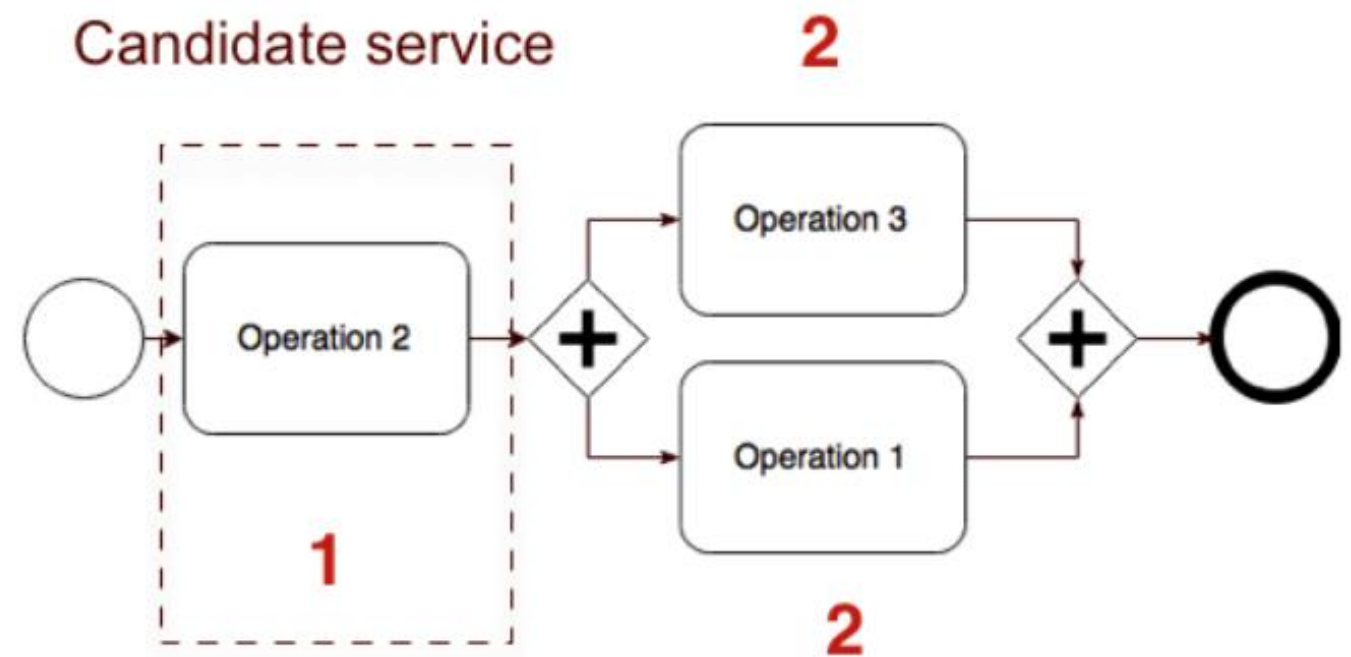 Candidate service
2
Operation 3
Operation 2
Operation 1
1
2